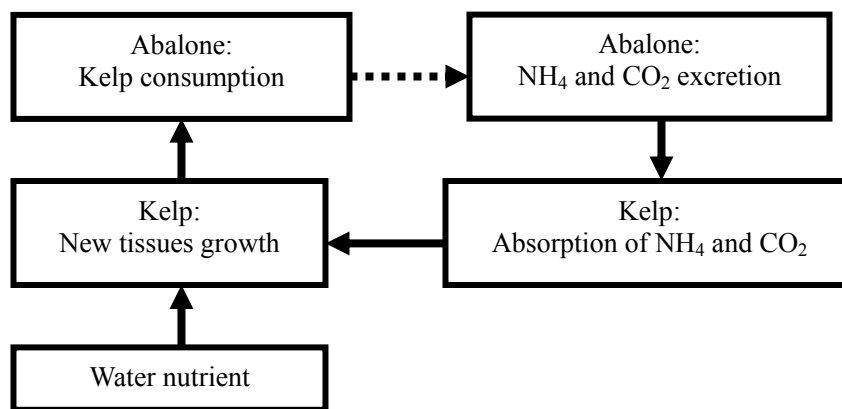 Abalone:
Kelp consumption
Abalone:
NH₄ and CO₂ excretion
Kelp:
New tissues growth
Kelp:
Absorption of NH₄ and CO₂
Water nutrient